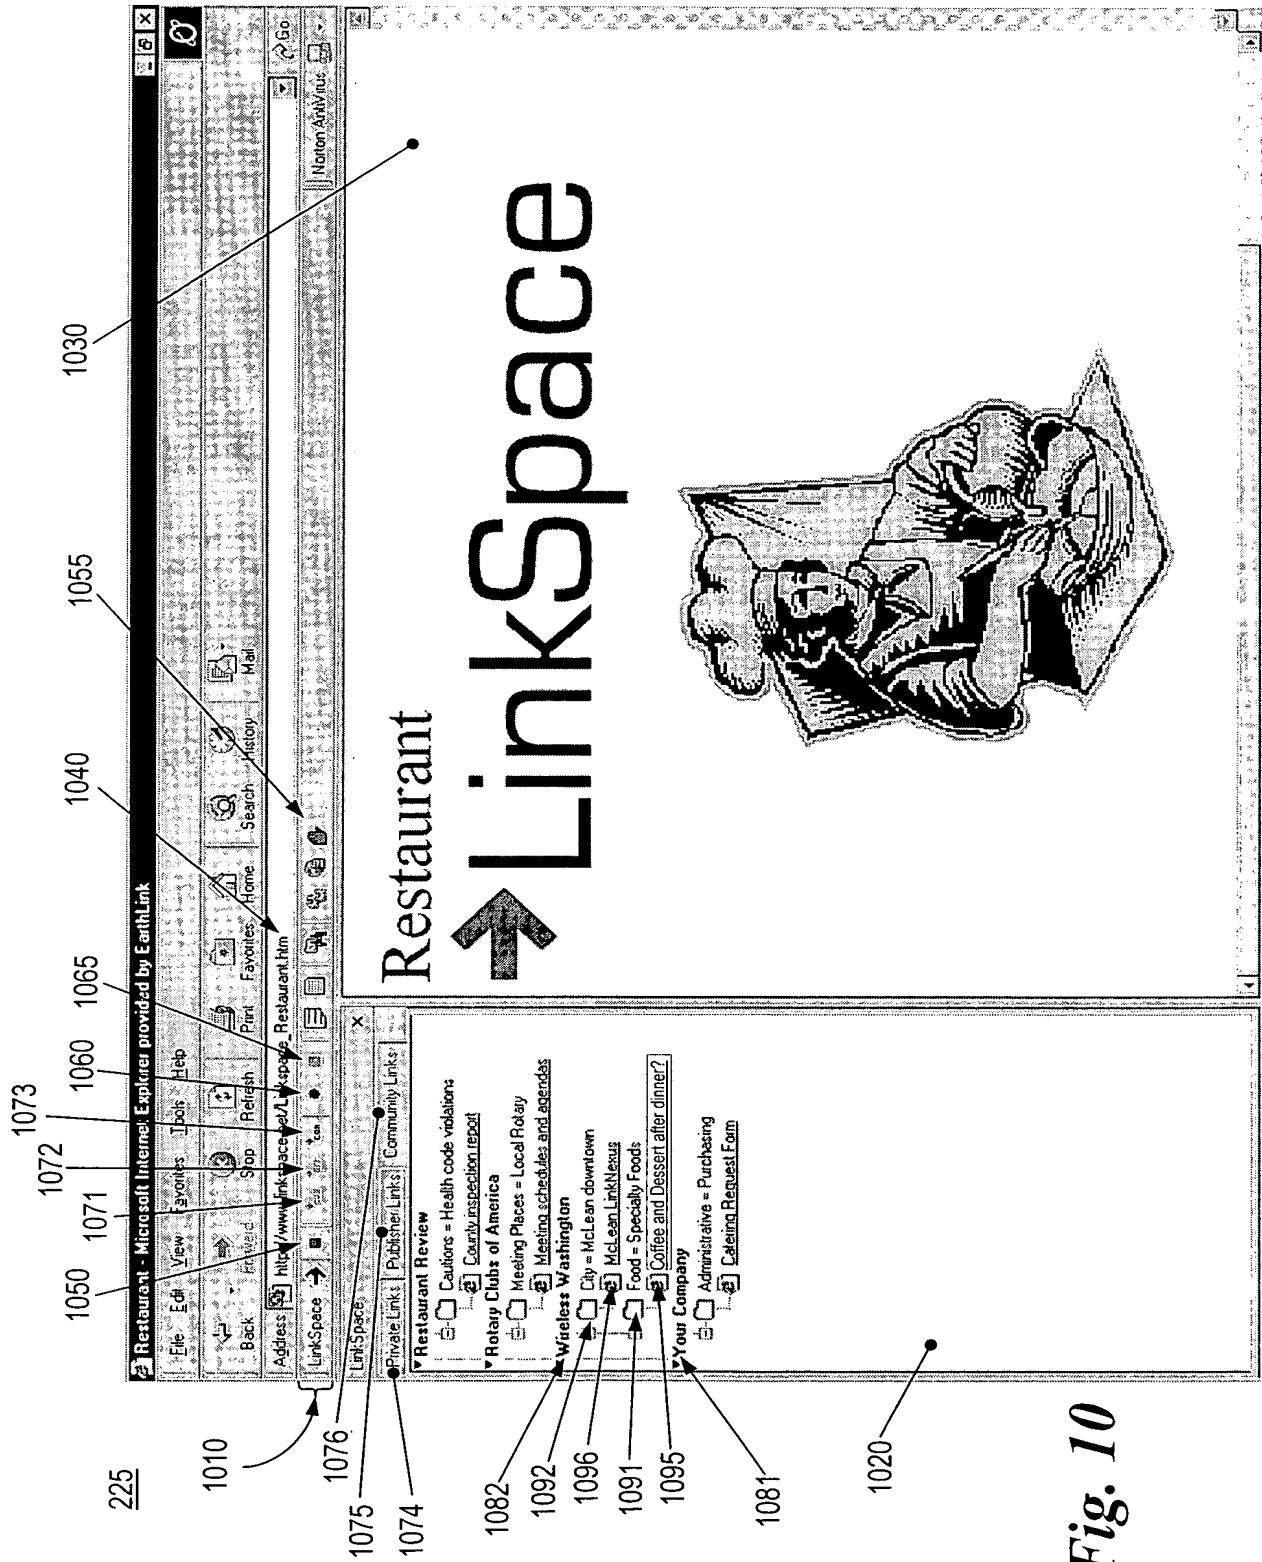 225
Restaurant - Microsoft Internet Explorer provided by EarthLink
File Edit View Favorites Tools Help
Back Forward Stop Refresh Print Favorites Home Search History Mail
Address http://www.linkspace.net/Linkspace_Restaurant.htm Go
LinkSpace Norton AntiVirus
LinkSpace
Private Links Publisher Links Community Links
Restaurant Review
Cautions = Health code violations
County inspection report
Rotary Clubs of America
Meeting Places = Local Rotary
Meeting schedules and agendas
Wireless Washington
City = McLean downtown
McLean LinkNexus
Food = Specialty Foods
Coffee and Dessert after dinner?
Your Company
Administrative = Purchasing
Catering Request Form
Restaurant
LinkSpace
1010
1050
1071
1072
1073
1060
1065
1040
1055
1030
1076
1075
1074
1082
1092
1096
1091
1095
1081
1020
Fig. 10